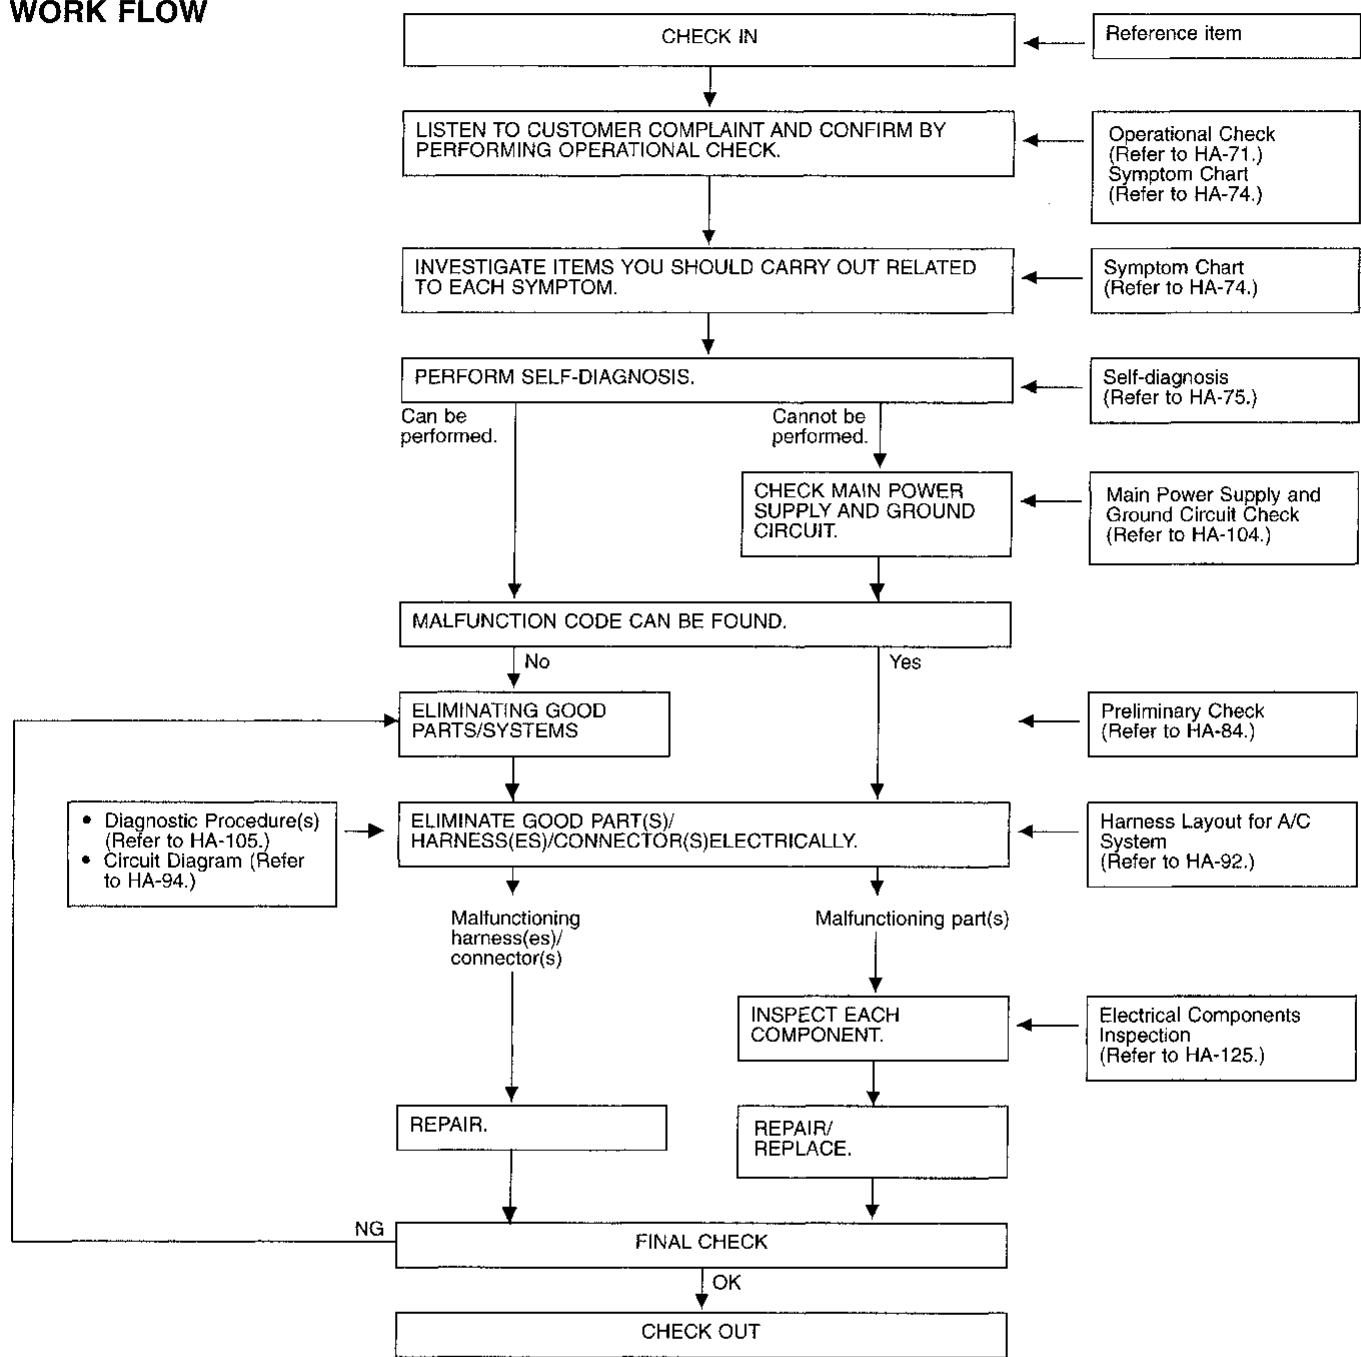 WORK FLOW
CHECK IN
Reference item
LISTEN TO CUSTOMER COMPLAINT AND CONFIRM BY
PERFORMING OPERATIONAL CHECK.
Operational Check
(Refer to HA-71.)
Symptom Chart
(Refer to HA-74.)
INVESTIGATE ITEMS YOU SHOULD CARRY OUT RELATED
TO EACH SYMPTOM.
Symptom Chart
(Refer to HA-74.)
PERFORM SELF-DIAGNOSIS.
Self-diagnosis
(Refer to HA-75.)
Can be
performed.
Cannot be
performed.
CHECK MAIN POWER
SUPPLY AND GROUND
CIRCUIT.
Main Power Supply and
Ground Circuit Check
(Refer to HA-104.)
MALFUNCTION CODE CAN BE FOUND.
No
Yes
ELIMINATING GOOD
PARTS/SYSTEMS
Preliminary Check
(Refer to HA-84.)
• Diagnostic Procedure(s)
(Refer to HA-105.)
• Circuit Diagram (Refer
to HA-94.)
ELIMINATE GOOD PART(S)/
HARNESS(ES)/CONNECTOR(S)ELECTRICALLY.
Harness Layout for A/C
System
(Refer to HA-92.)
Malfunctioning
harness(es)/
connector(s)
Malfunctioning part(s)
INSPECT EACH
COMPONENT.
Electrical Components
Inspection
(Refer to HA-125.)
REPAIR.
REPAIR/
REPLACE.
NG
FINAL CHECK
OK
CHECK OUT